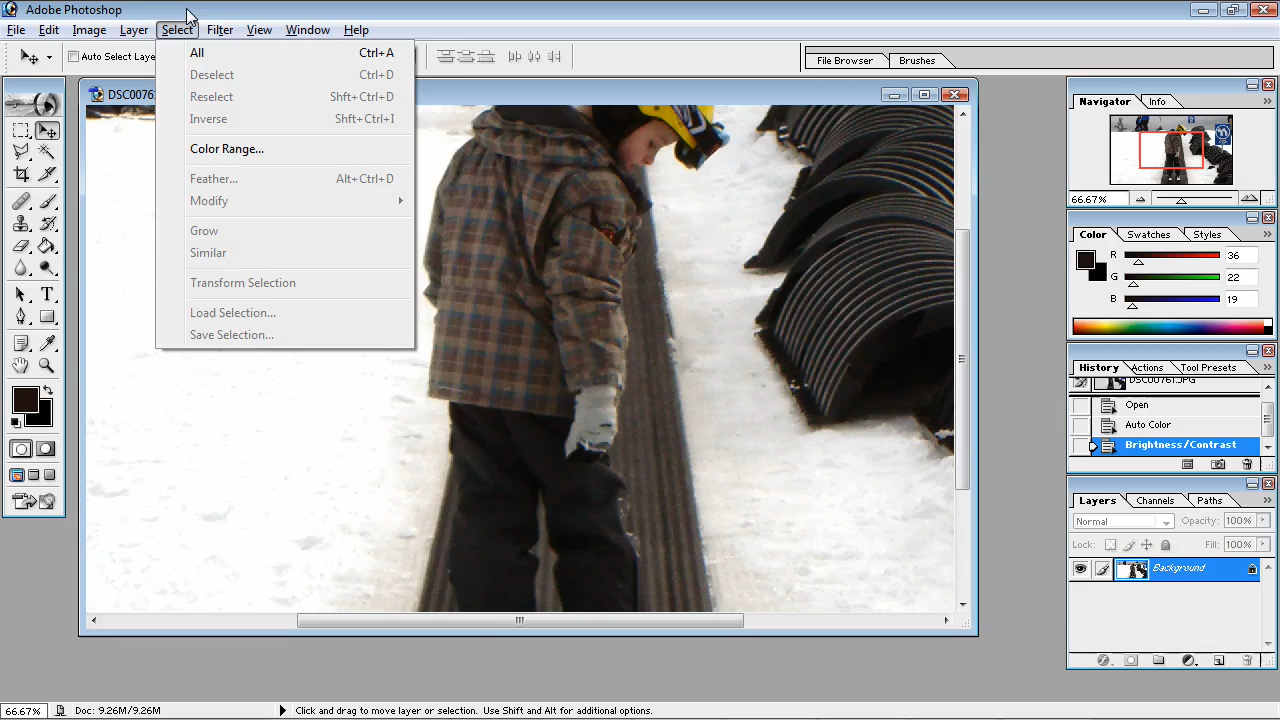 Adobe Photoshop
File Edit Image Layer Select Filter View Window Help
Auto Select Laye
File Browser Brushes
All Ctrl+A
Deselect Ctrl+D
Reselect Shft+Ctrl+D
Inverse Shft+Ctrl+I
Color Range...
Feather... Alt+Ctrl+D
Modify
Grow
Similar
Transform Selection
Load Selection...
Save Selection...
DSC0076
Navigator Info
66.67%
Color Swatches Styles
R 36
G 22
B 19
History Actions Tool Presets
DSC00761.JPG
Open
Auto Color
Brightness/Contrast
Layers Channels Paths
Normal Opacity: 100%
Lock: Fill: 100%
Background
66.67% Doc: 9.26M/9.26M Click and drag to move layer or selection. Use Shift and Alt for additional options.